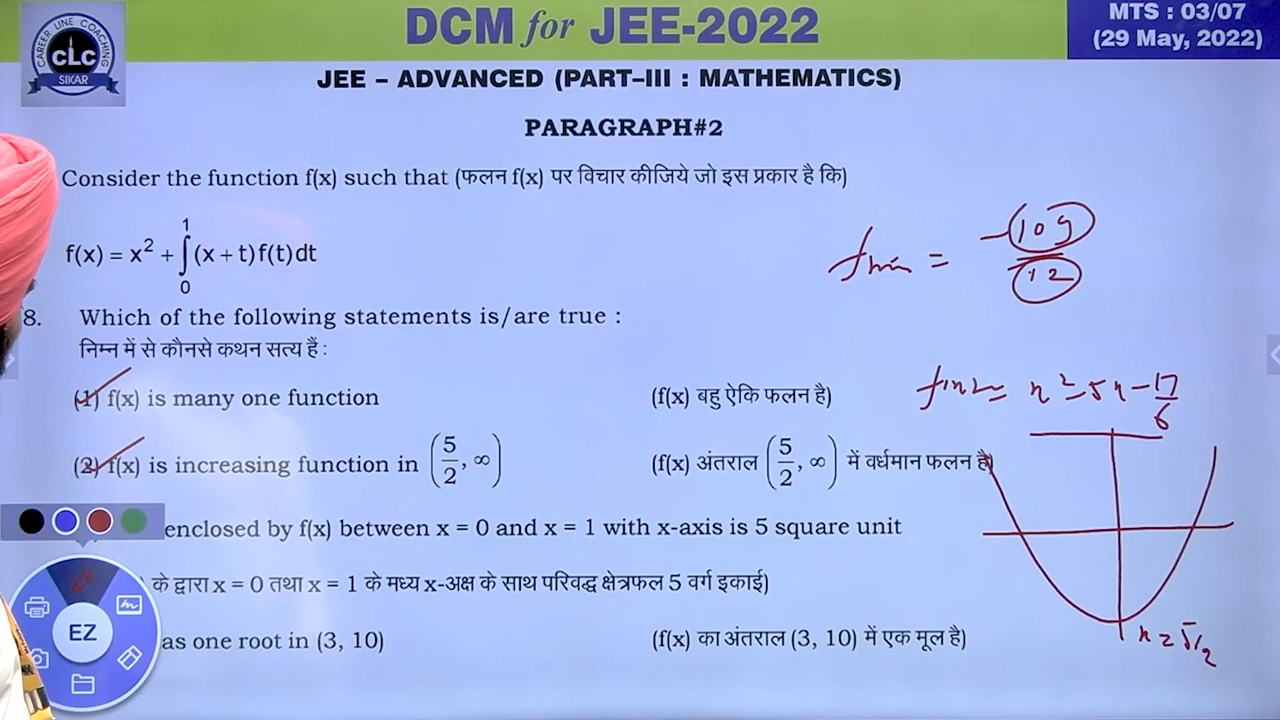 DCM for JEE-2022
MTS : 03/07
(29 May, 2022)
CAREER LINE COACHING
CLC
SIKAR
JEE – ADVANCED (PART–III : MATHEMATICS)
PARAGRAPH#2
Consider the function f(x) such that (फलन f(x) पर विचार कीजिये जो इस प्रकार है कि)
f(x) = x² + ∫₀¹ (x + t) f(t) dt
fmin = -109/12
8. Which of the following statements is/are true :
निम्न में से कौनसे कथन सत्य हैं :
(1) f(x) is many one function (f(x) बहु ऐकि फलन है)
x² - 5x - 17/6
(2) f(x) is increasing function in (5/2, ∞) (f(x) अंतराल (5/2, ∞) में वर्धमान फलन है)
enclosed by f(x) between x = 0 and x = 1 with x-axis is 5 square unit
के द्वारा x = 0 तथा x = 1 के मध्य x-अक्ष के साथ परिवद्ध क्षेत्रफल 5 वर्ग इकाई)
EZ
as one root in (3, 10) (f(x) का अंतराल (3, 10) में एक मूल है)
x = 5/2